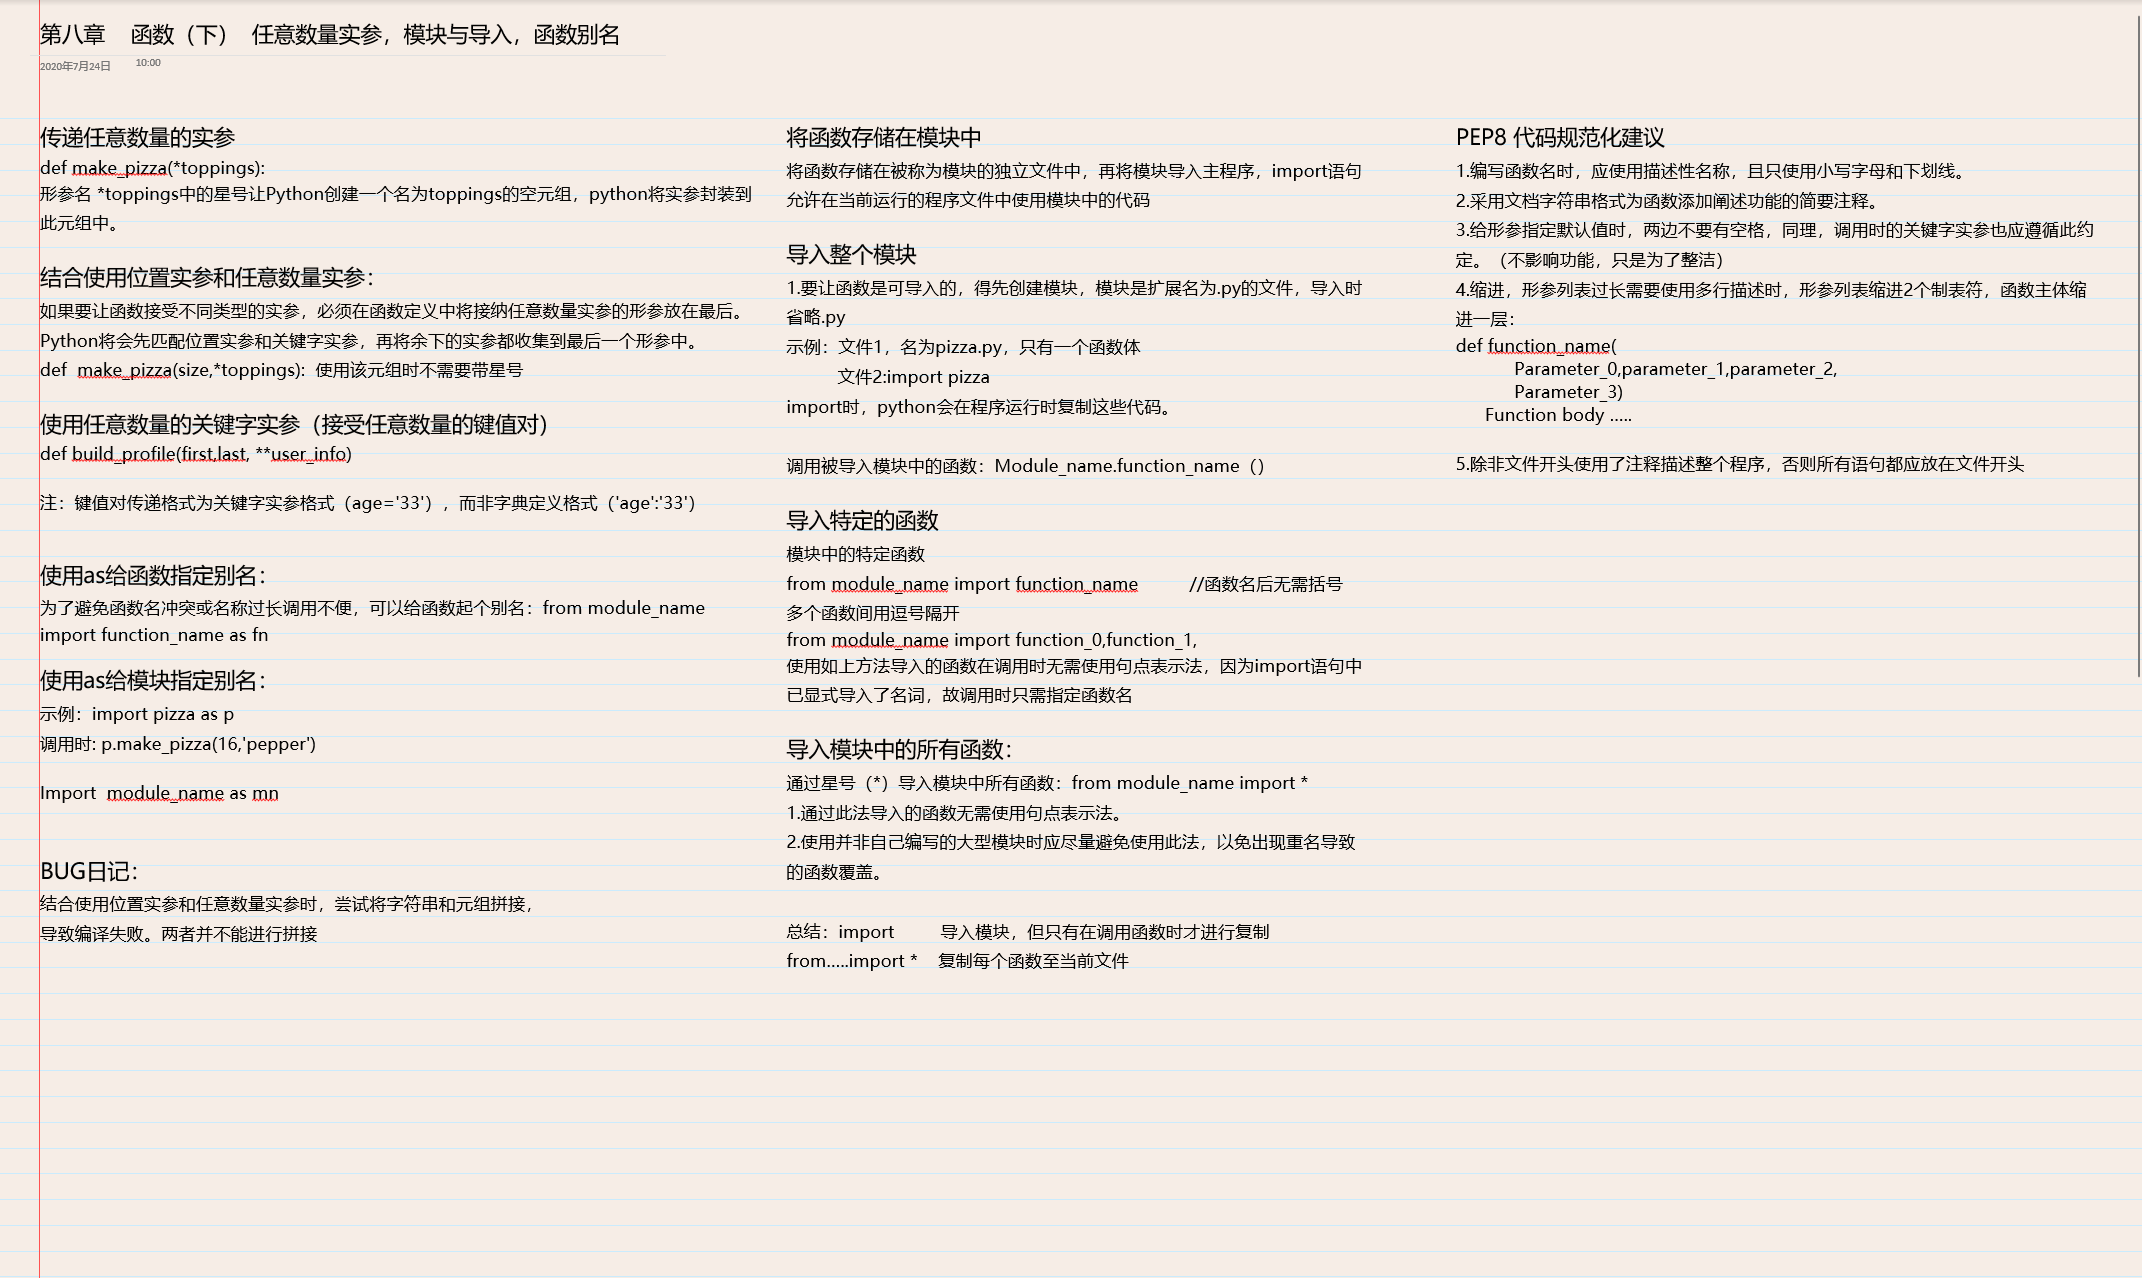 第八章 函数（下） 任意数量实参，模块与导入，函数别名
2020年7月24日 10:00
传递任意数量的实参
def make_pizza(*toppings):
形参名 *toppings中的星号让Python创建一个名为toppings的空元组，python将实参封装到
此元组中。
结合使用位置实参和任意数量实参：
如果要让函数接受不同类型的实参，必须在函数定义中将接纳任意数量实参的形参放在最后。
Python将会先匹配位置实参和关键字实参，再将余下的实参都收集到最后一个形参中。
def make_pizza(size,*toppings): 使用该元组时不需要带星号
使用任意数量的关键字实参（接受任意数量的键值对）
def build_profile(first,last, **user_info)
注：键值对传递格式为关键字实参格式（age='33'），而非字典定义格式（'age':'33'）
使用as给函数指定别名：
为了避免函数名冲突或名称过长调用不便，可以给函数起个别名：from module_name
import function_name as fn
使用as给模块指定别名：
示例：import pizza as p
调用时: p.make_pizza(16,'pepper')
Import module_name as mn
BUG日记：
结合使用位置实参和任意数量实参时，尝试将字符串和元组拼接，
导致编译失败。两者并不能进行拼接
将函数存储在模块中
将函数存储在被称为模块的独立文件中，再将模块导入主程序，import语句
允许在当前运行的程序文件中使用模块中的代码
导入整个模块
1.要让函数是可导入的，得先创建模块，模块是扩展名为.py的文件，导入时
省略.py
示例：文件1，名为pizza.py，只有一个函数体
文件2:import pizza
import时，python会在程序运行时复制这些代码。
调用被导入模块中的函数：Module_name.function_name（）
导入特定的函数
模块中的特定函数
from module_name import function_name //函数名后无需括号
多个函数间用逗号隔开
from module_name import function_0,function_1,
使用如上方法导入的函数在调用时无需使用句点表示法，因为import语句中
已显式导入了名词，故调用时只需指定函数名
导入模块中的所有函数：
通过星号（*）导入模块中所有函数：from module_name import *
1.通过此法导入的函数无需使用句点表示法。
2.使用并非自己编写的大型模块时应尽量避免使用此法，以免出现重名导致
的函数覆盖。
总结：import 导入模块，但只有在调用函数时才进行复制
from.....import * 复制每个函数至当前文件
PEP8 代码规范化建议
1.编写函数名时，应使用描述性名称，且只使用小写字母和下划线。
2.采用文档字符串格式为函数添加阐述功能的简要注释。
3.给形参指定默认值时，两边不要有空格，同理，调用时的关键字实参也应遵循此约
定。（不影响功能，只是为了整洁）
4.缩进，形参列表过长需要使用多行描述时，形参列表缩进2个制表符，函数主体缩
进一层：
def function_name(
Parameter_0,parameter_1,parameter_2,
Parameter_3)
Function body .....
5.除非文件开头使用了注释描述整个程序，否则所有语句都应放在文件开头